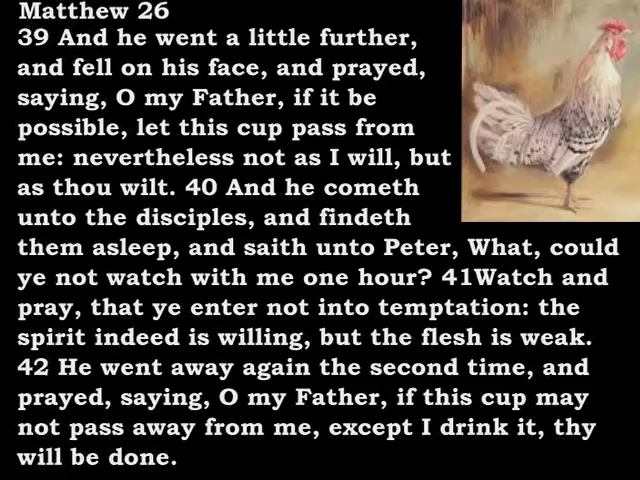 Matthew 26
39 And he went a little further,
and fell on his face, and prayed,
saying, O my Father, if it be
possible, let this cup pass from
me: nevertheless not as I will, but
as thou wilt. 40 And he cometh
unto the disciples, and findeth
them asleep, and saith unto Peter, What, could
ye not watch with me one hour? 41Watch and
pray, that ye enter not into temptation: the
spirit indeed is willing, but the flesh is weak.
42 He went away again the second time, and
prayed, saying, O my Father, if this cup may
not pass away from me, except I drink it, thy
will be done.